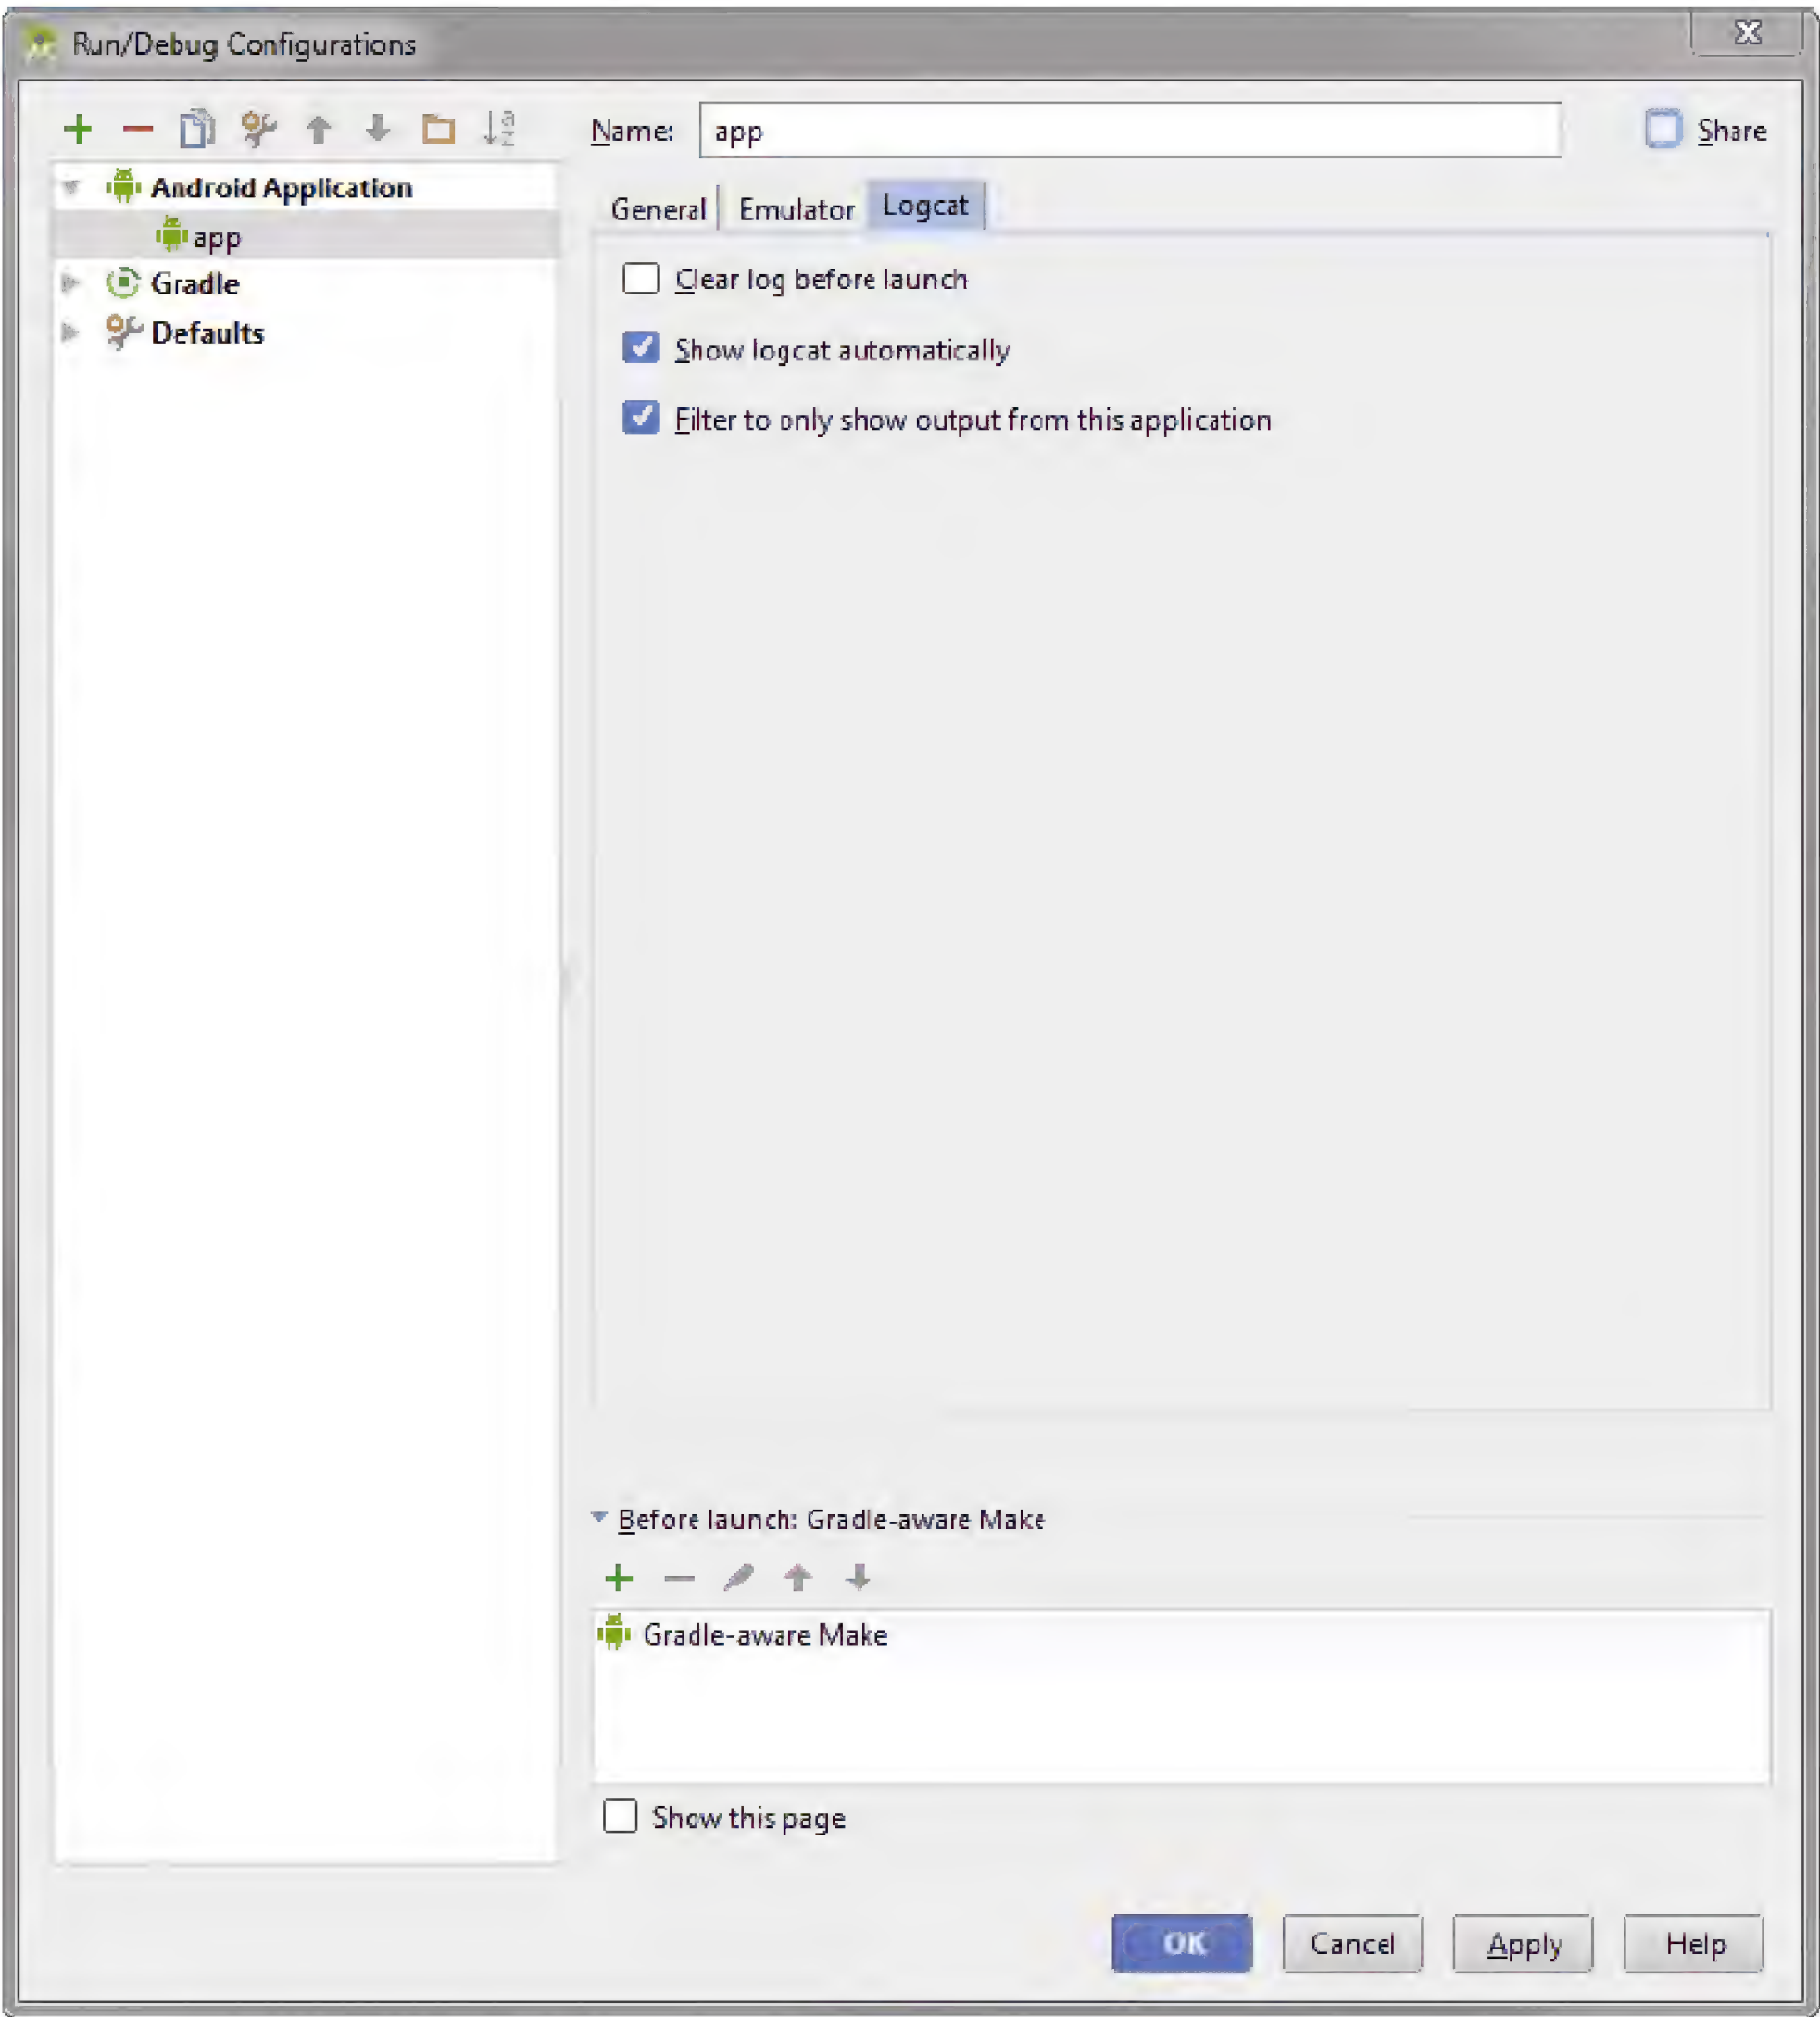 Run/Debug Configurations
Name: app Share
Android Application
app
Gradle
Defaults
General Emulator Logcat
Clear log before launch
Show logcat automatically
Filter to only show output from this application
Before launch: Gradle-aware Make
Gradle-aware Make
Show this page
OK Cancel Apply Help